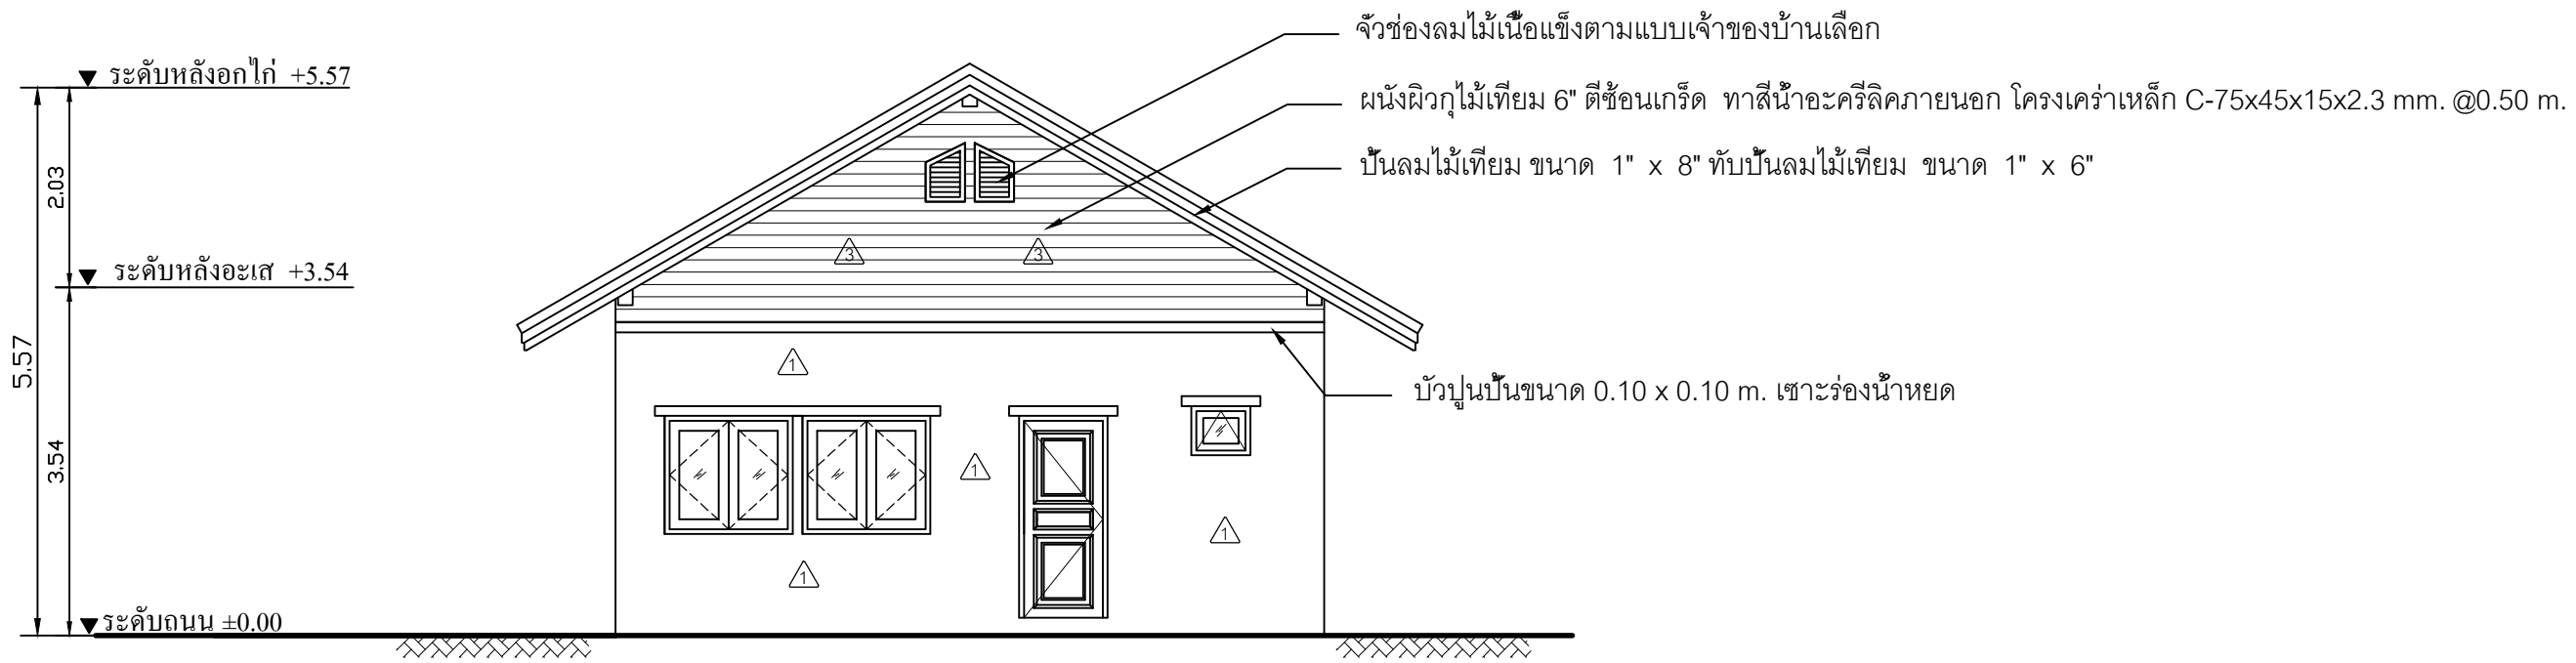 จั่วช่องลมไม้เนื้อแข็งตามแบบเจ้าของบ้านเลือก
ระดับหลังอกไก่ +5.57
ผนังผิวกุไม้เทียม 6" ตีซ้อนเกร็ด ทาสีน้ำอะครีลิคภายนอก โครงเคร่าเหล็ก C-75x45x15x2.3 mm. @0.50 m.
ปั้นลมไม้เทียม ขนาด 1" x 8" ทับปั้นลมไม้เทียม ขนาด 1" x 6"
2.03
3
3
ระดับหลังอะเส +3.54
5.57
1
บัวปูนปั้นขนาด 0.10 x 0.10 m. เซาะร่องน้ำหยด
3.54
1
1
1
ระดับถนน ±0.00